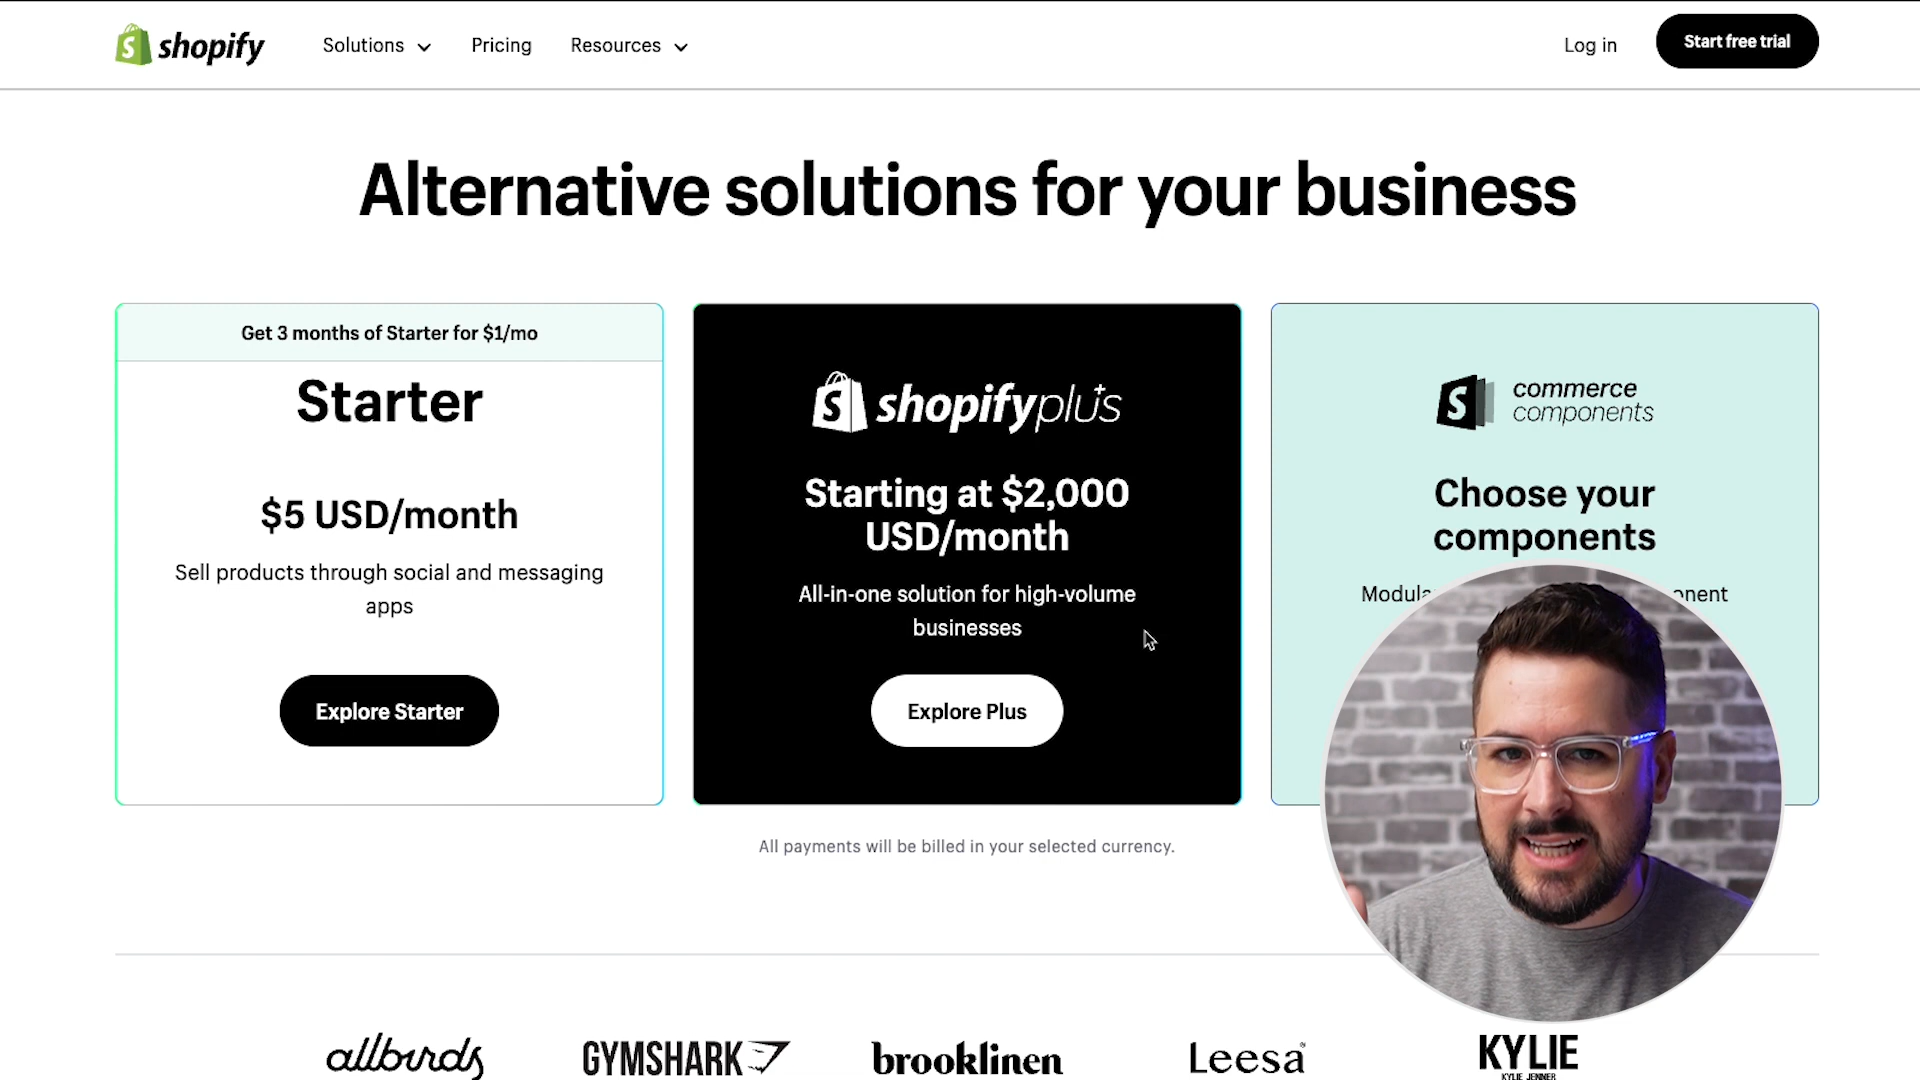 shopify
Solutions
Pricing
Resources
Log in
Start free trial
Alternative solutions for your business
Get 3 months of Starter for $1/mo
Starter
$5 USD/month
Sell products through social and messaging
apps
Explore Starter
shopifyplus
Starting at $2,000
USD/month
All-in-one solution for high-volume
businesses
Explore Plus
commerce
components
Choose your
components
All payments will be billed in your selected currency.
allbirds
GYMSHARK
brooklinen
Leesa
KYLIE
KYLIE JENNER